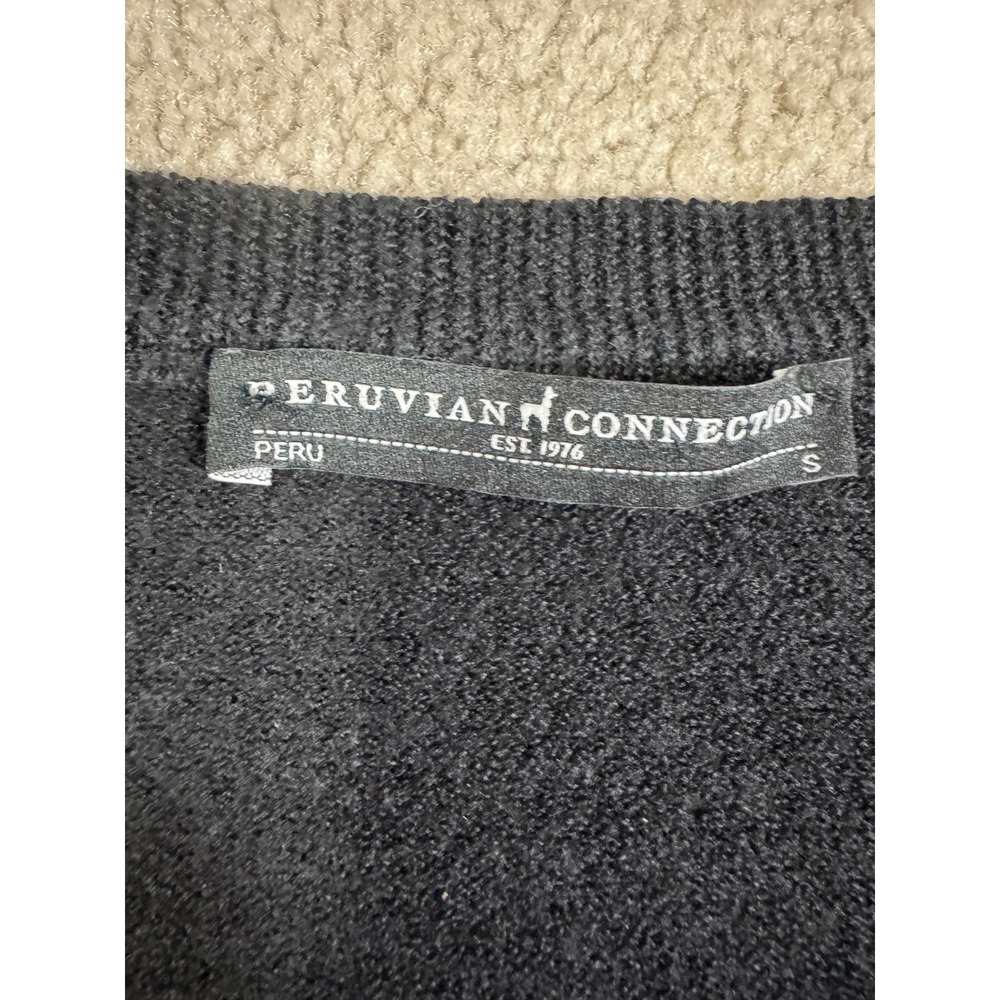 PERUVIAN CONNECTION
EST. 1976
PERU S